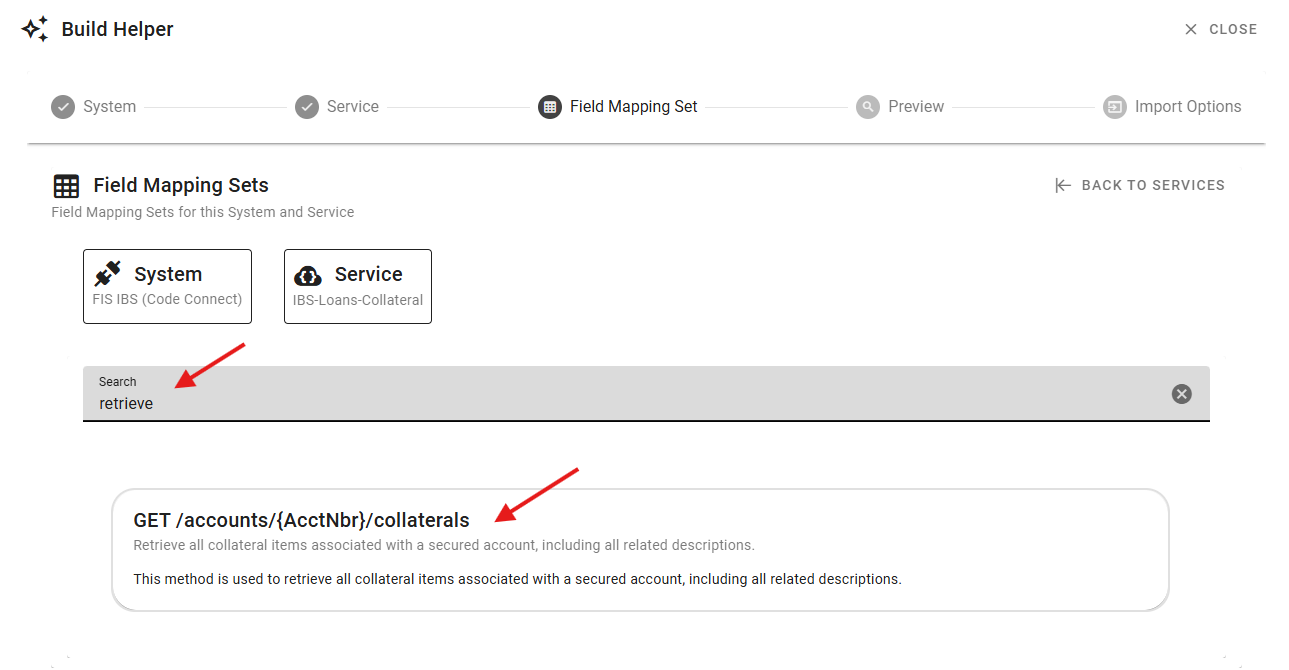 Build Helper
CLOSE
System
Service
Field Mapping Set
Preview
Import Options
Field Mapping Sets
BACK TO SERVICES
Field Mapping Sets for this System and Service
System
FIS IBS (Code Connect)
Service
IBS-Loans-Collateral
Search
retrieve
GET /accounts/{AcctNbr}/collaterals
Retrieve all collateral items associated with a secured account, including all related descriptions.
This method is used to retrieve all collateral items associated with a secured account, including all related descriptions.